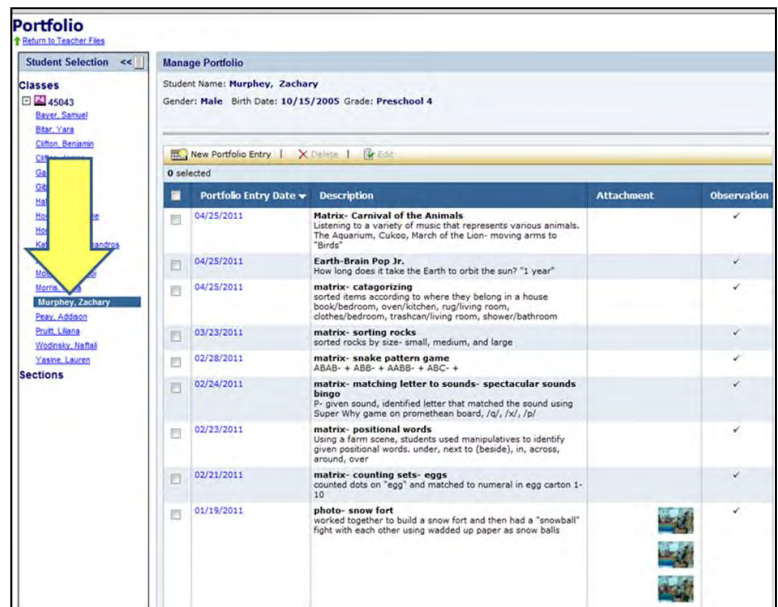 Portfolio
Return to Teacher Files
Student Selection <<
Classes
45043
Bayer, Samuel
Bitar, Yara
Clifton, Benjamin
Morris,
Murphey, Zachary
Peay, Addison
Pruitt, Liliana
Wodinsky, Naftali
Yasine, Lauren
Sections
Manage Portfolio
Student Name: Murphey, Zachary
Gender: Male Birth Date: 10/15/2005 Grade: Preschool 4
New Portfolio Entry | Delete | Edit
0 selected
Portfolio Entry Date Description Attachment Observation
04/25/2011 Matrix- Carnival of the Animals
Listening to a variety of music that represents various animals.
The Aquarium, Cukoo, March of the Lion- moving arms to
"Birds"
04/25/2011 Earth-Brain Pop Jr.
How long does it take the Earth to orbit the sun? "1 year"
04/25/2011 matrix- catagorizing
sorted items according to where they belong in a house
book/bedroom, oven/kitchen, rug/living room,
clothes/bedroom, trashcan/living room, shower/bathroom
03/23/2011 matrix- sorting rocks
sorted rocks by size- small, medium, and large
02/28/2011 matrix- snake pattern game
ABAB- + ABB- + AABB- + ABC- +
02/24/2011 matrix- matching letter to sounds- spectacular sounds
bingo
P- given sound, identified letter that matched the sound using
Super Why game on promethean board, /q/, /x/, /p/
02/23/2011 matrix- positional words
Using a farm scene, students used manipulatives to identify
given positional words. under, next to (beside), in, across,
around, over
02/21/2011 matrix- counting sets- eggs
counted dots on "egg" and matched to numeral in egg carton 1-
10
01/19/2011 photo- snow fort
worked together to build a snow fort and then had a "snowball"
fight with each other using wadded up paper as snow balls